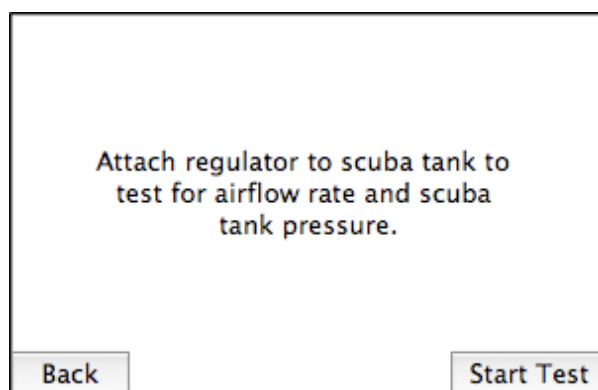 Attach regulator to scuba tank to
test for airflow rate and scuba
tank pressure.
Back
Start Test